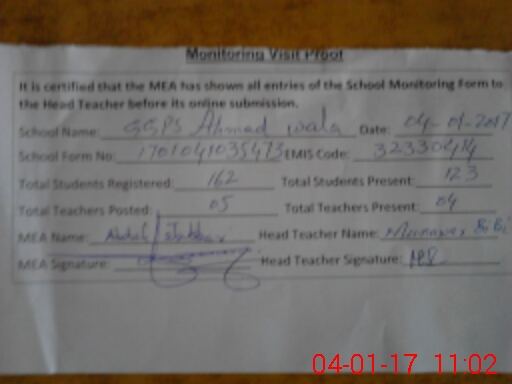 Monitoring Visit Proof
It is certified that the MEA has shown all entries of the School Monitoring Form to
the Head Teacher before its online submission.
School Name: GGPS Ahmad wala Date: 04-01-2017
School Form No: 1701041035473 EMIS Code: 32330414
Total Students Registered: 162 Total Students Present: 123
Total Teachers Posted: 05 Total Teachers Present: 04
MEA Name: Abdul Jabbar Head Teacher Name: Munawar Bibi
MEA Signature: Head Teacher Signature:
04-01-17 11:02